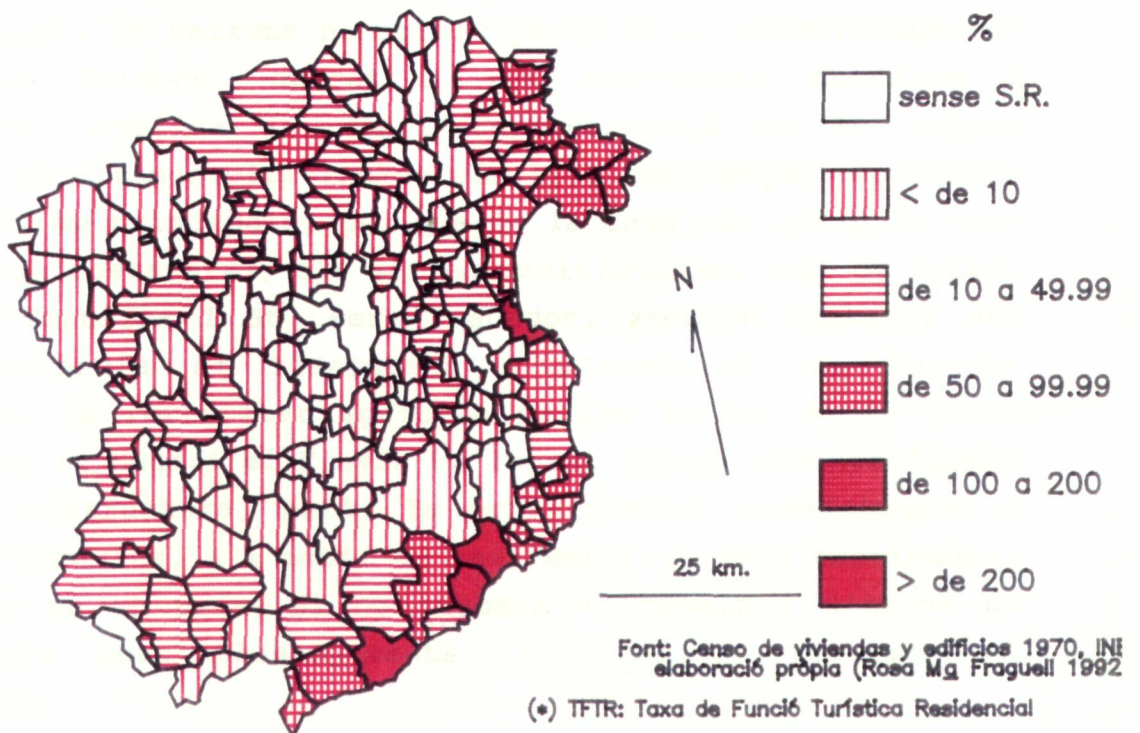 %
sense S.R.
< de 10
de 10 a 49.99
de 50 a 99.99
de 100 a 200
> de 200
N
25 km.
Font: Censo de viviendas y edificios 1970, INE
elaboració pròpia (Rosa Mª Fraguell 1992
(*) TFTR: Taxa de Funció Turística Residencial